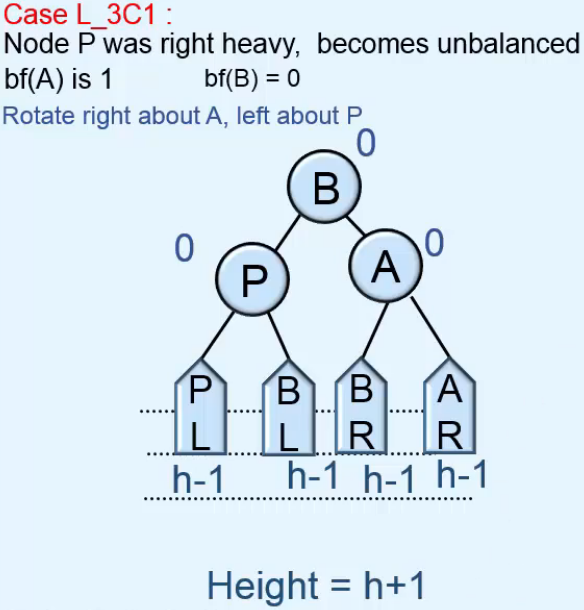 Case L_3C1 :
Node P was right heavy, becomes unbalanced
bf(A) is 1 bf(B) = 0
Rotate right about A, left about P
0
B
0
0
P
A
P B B A
L L R R
h-1 h-1 h-1 h-1
Height = h+1